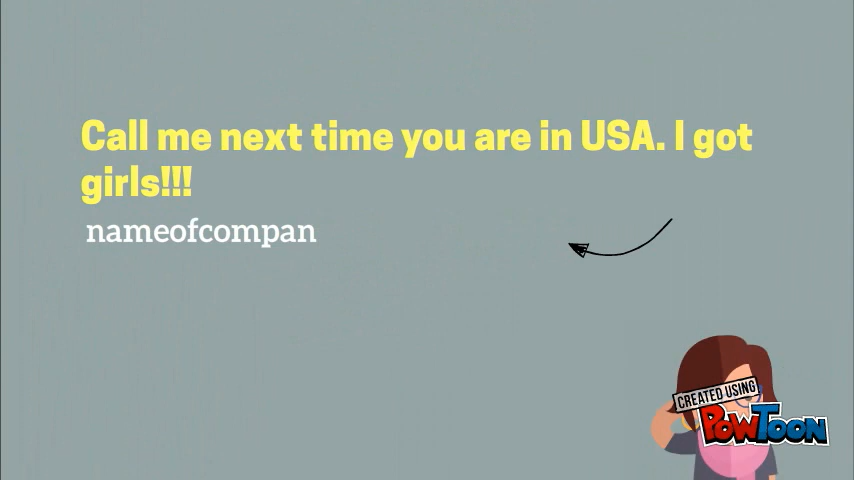 Call me next time you are in USA. I got
girls!!!
nameofcompan
CREATED USING
POWTOON